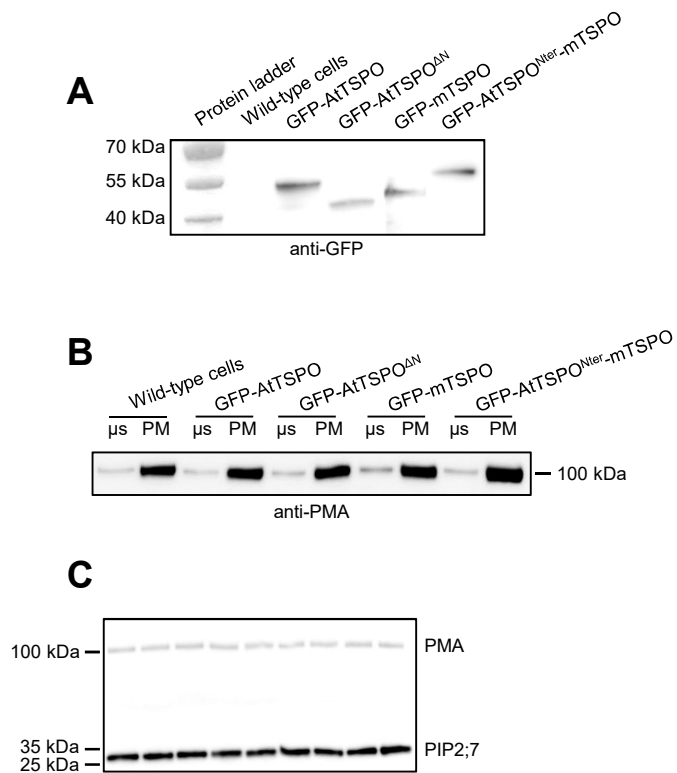 A
Protein ladder
Wild-type cells
GFP-AtTSPO
GFP-AtTSPOᐃᴺ
GFP-mTSPO
GFP-AtTSPOᴺᵗᵉʳ-mTSPO
70 kDa
55 kDa
40 kDa
anti-GFP
B
Wild-type cells
GFP-AtTSPO
GFP-AtTSPOᐃᴺ
GFP-mTSPO
GFP-AtTSPOᴺᵗᵉʳ-mTSPO
µs PM µs PM µs PM µs PM µs PM
100 kDa
anti-PMA
C
100 kDa
PMA
35 kDa
PIP2;7
25 kDa